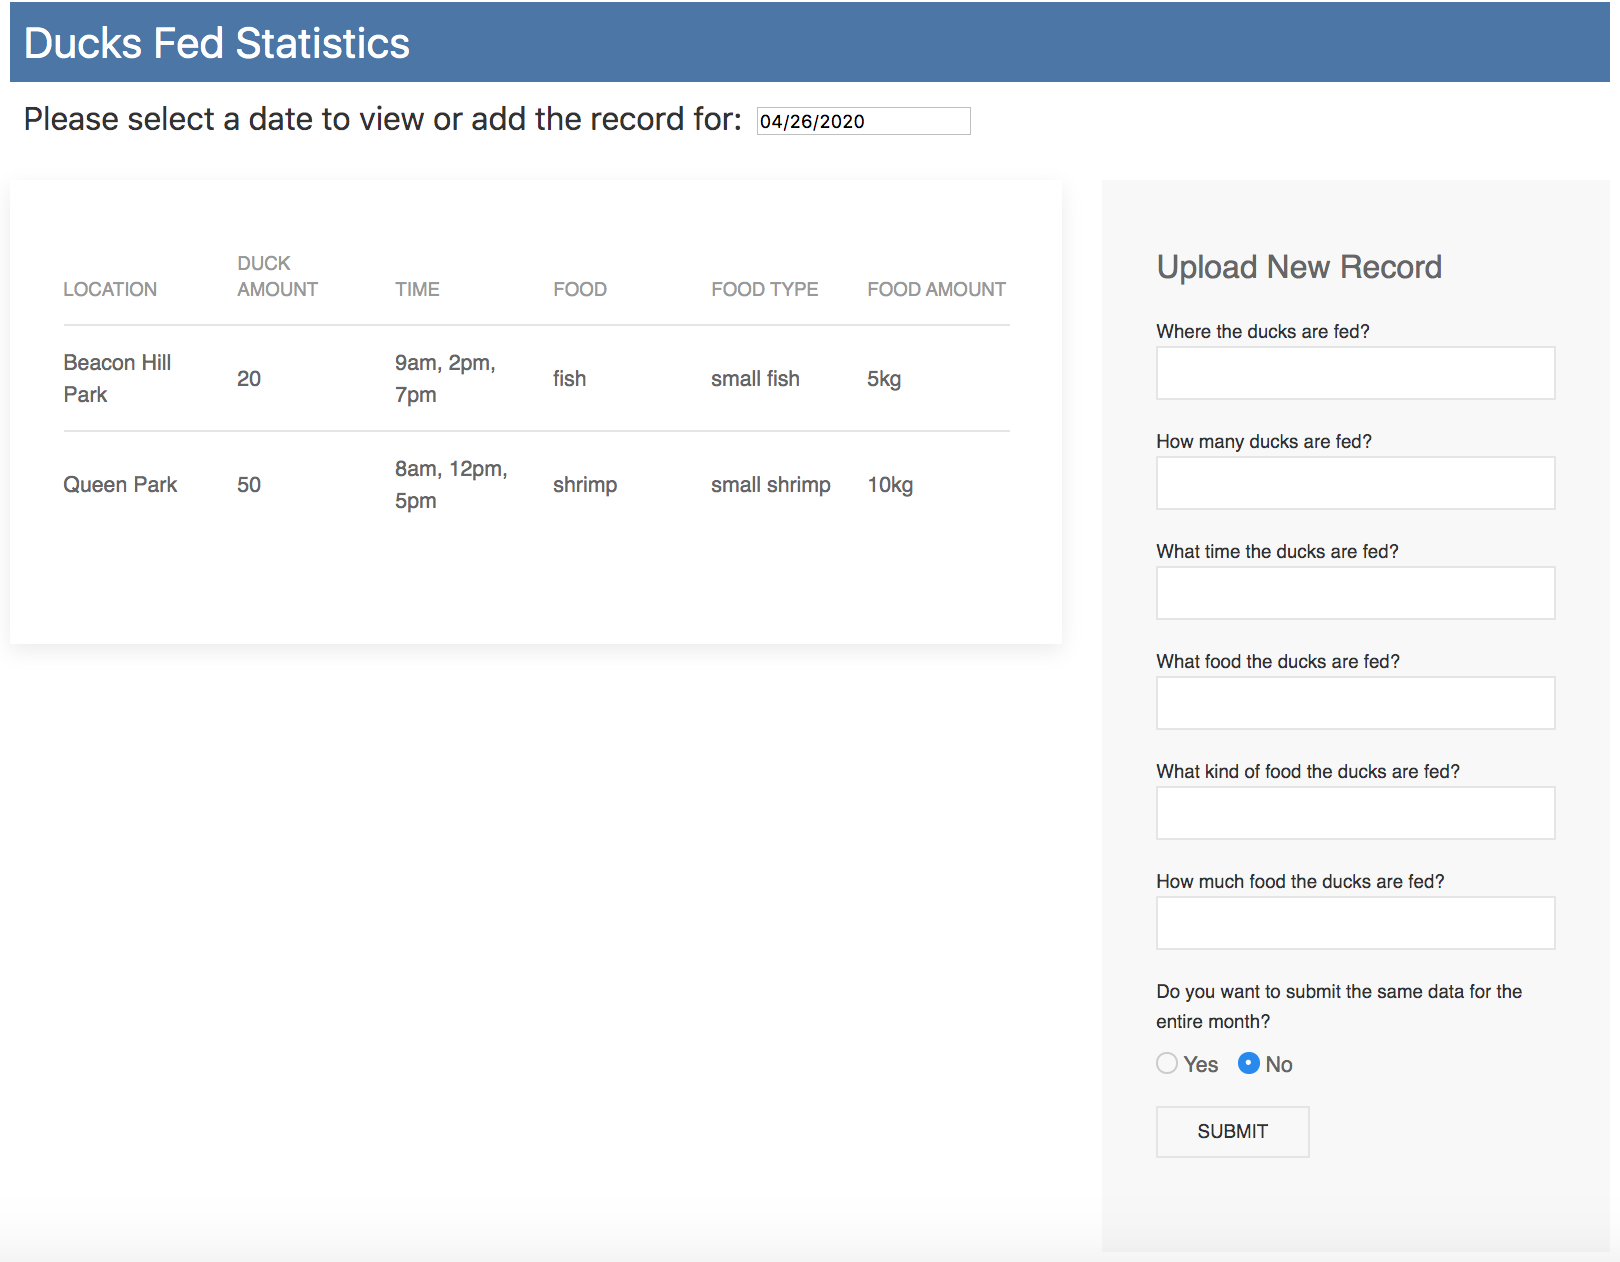 Ducks Fed Statistics
Please select a date to view or add the record for: 04/26/2020
LOCATION DUCK AMOUNT TIME FOOD FOOD TYPE FOOD AMOUNT
Beacon Hill Park 20 9am, 2pm, 7pm fish small fish 5kg
Queen Park 50 8am, 12pm, 5pm shrimp small shrimp 10kg
Upload New Record
Where the ducks are fed?
How many ducks are fed?
What time the ducks are fed?
What food the ducks are fed?
What kind of food the ducks are fed?
How much food the ducks are fed?
Do you want to submit the same data for the
entire month?
Yes No
SUBMIT